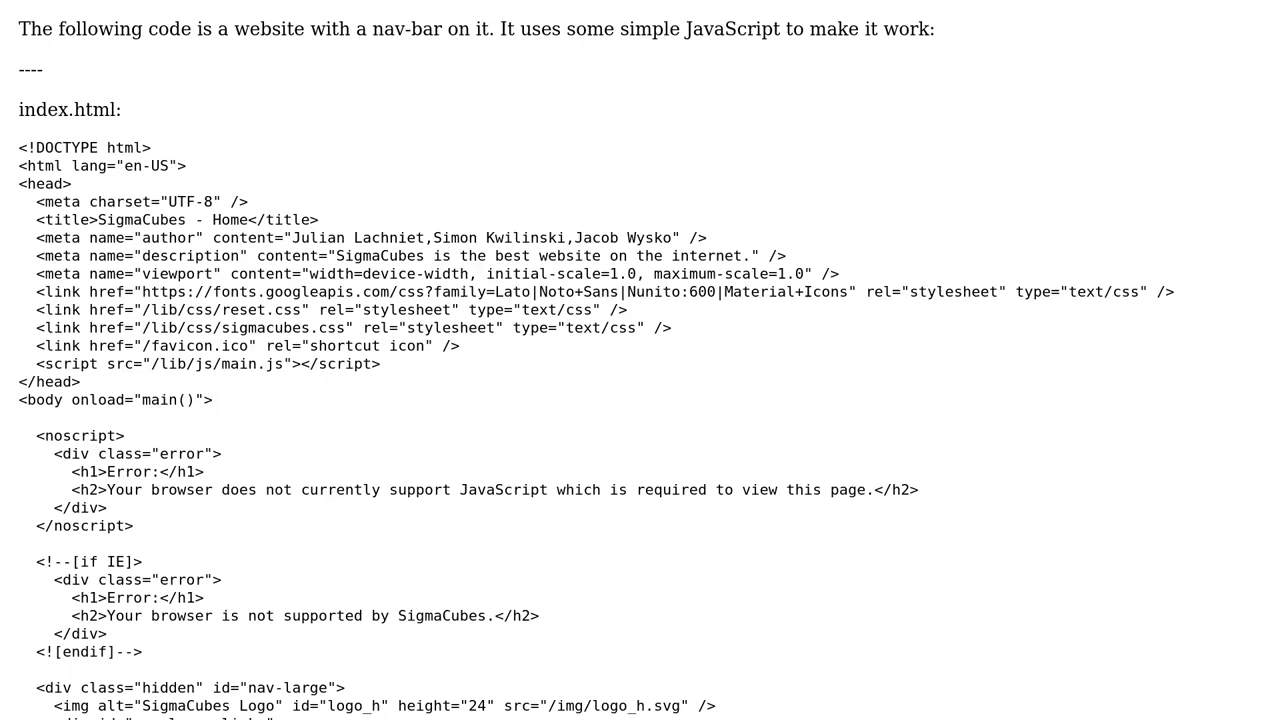 The following code is a website with a nav-bar on it. It uses some simple JavaScript to make it work:
----
index.html:
<!DOCTYPE html>
<html lang="en-US">
<head>
  <meta charset="UTF-8" />
  <title>SigmaCubes - Home</title>
  <meta name="author" content="Julian Lachniet,Simon Kwilinski,Jacob Wysko" />
  <meta name="description" content="SigmaCubes is the best website on the internet." />
  <meta name="viewport" content="width=device-width, initial-scale=1.0, maximum-scale=1.0" />
  <link href="https://fonts.googleapis.com/css?family=Lato|Noto+Sans|Nunito:600|Material+Icons" rel="stylesheet" type="text/css" />
  <link href="/lib/css/reset.css" rel="stylesheet" type="text/css" />
  <link href="/lib/css/sigmacubes.css" rel="stylesheet" type="text/css" />
  <link href="/favicon.ico" rel="shortcut icon" />
  <script src="/lib/js/main.js"></script>
</head>
<body onload="main()">
  <noscript>
    <div class="error">
      <h1>Error:</h1>
      <h2>Your browser does not currently support JavaScript which is required to view this page.</h2>
    </div>
  </noscript>
  <!--[if IE]>
    <div class="error">
      <h1>Error:</h1>
      <h2>Your browser is not supported by SigmaCubes.</h2>
    </div>
  <![endif]-->
  <div class="hidden" id="nav-large">
    <img alt="SigmaCubes Logo" id="logo_h" height="24" src="/img/logo_h.svg" />